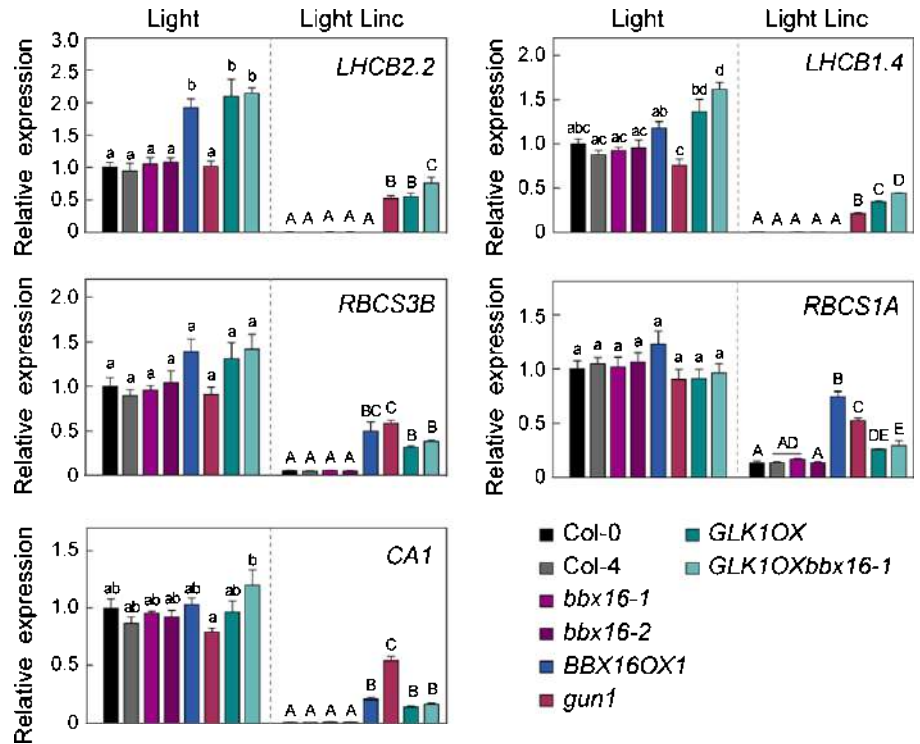 Light Light Linc
Relative expression
3.0
2.5
2.0
1.5
1.0
0.5
0
LHCB2.2
a a a a b a b b
A A A A A B B C
Light Light Linc
Relative expression
2.0
1.5
1.0
0.5
0
LHCB1.4
abc ac ac ac ab c bd d
A A A A A B C D
Relative expression
2.0
1.5
1.0
0.5
0
RBCS3B
a a a a a a a a
A A A A BC C B B
Relative expression
1.5
1.0
0.5
0
RBCS1A
a a a a a a a a
A AD A B C DE E
Relative expression
1.5
1.0
0.5
0
CA1
ab ab ab ab ab a ab b
A A A A B C B B
Col-0
Col-4
bbx16-1
bbx16-2
BBX16OX1
gun1
GLK1OX
GLK1OXbbx16-1